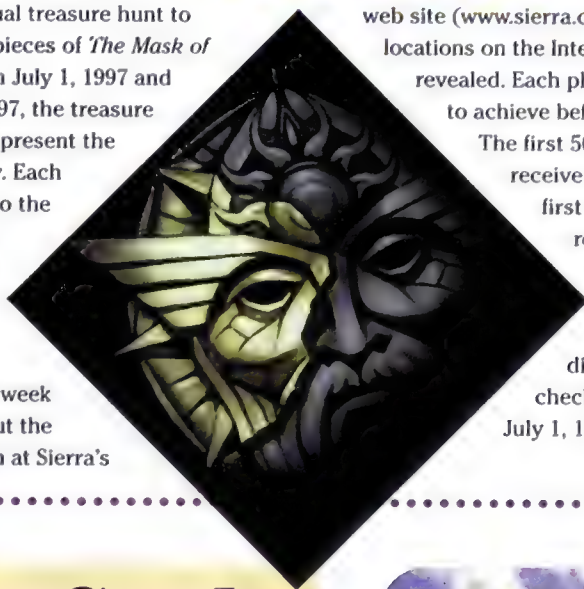 ual treasure hunt to
pieces of The Mask of
n July 1, 1997 and
97, the treasure
present the
. Each
o the
week
ut the
n at Sierra's
web site (www.sierra.c
locations on the Inte
revealed. Each pl
to achieve bef
The first 50
receive
first
r
di
chec
July 1, 1